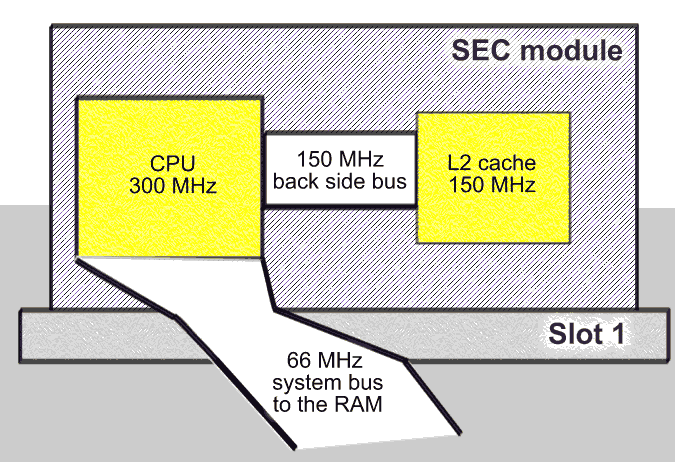 SEC module
CPU
300 MHz
150 MHz
back side bus
L2 cache
150 MHz
Slot 1
66 MHz
system bus
to the RAM